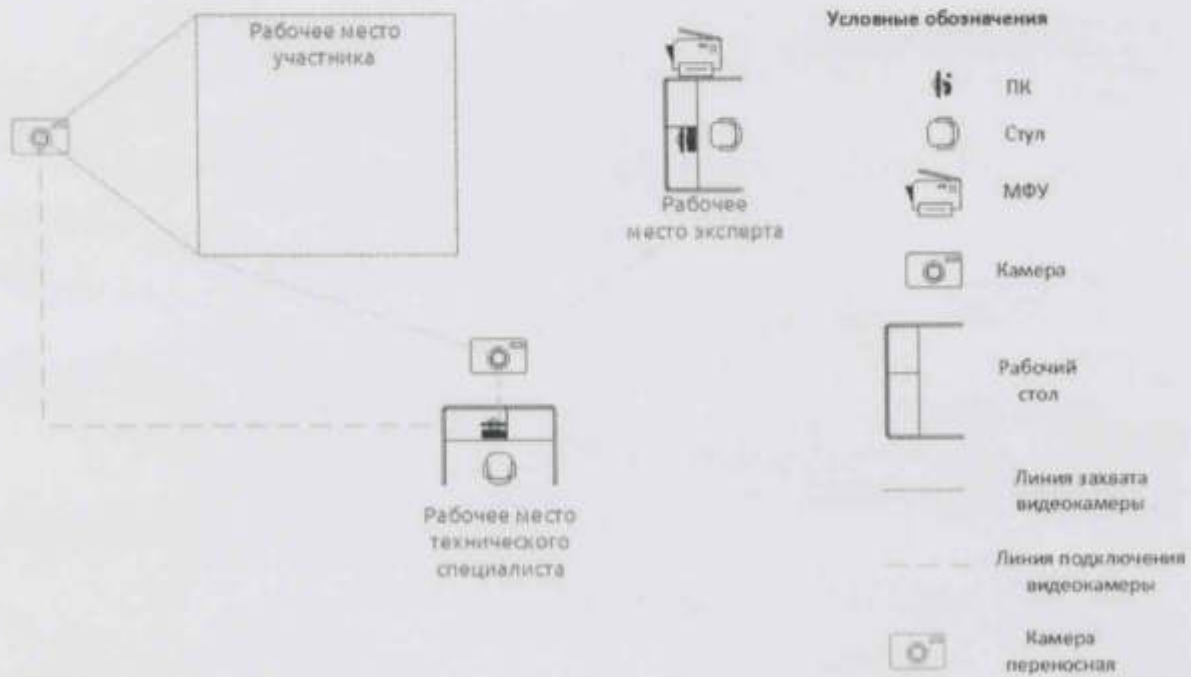 Рабочее место
участника
Рабочее
место эксперта
Рабочее место
технического
специалиста
Условные обозначения
ПК
Стул
МФУ
Камера
Рабочий
стол
Линия захвата
видеокамеры
Линия подключения
видеокамеры
Камера
переносная